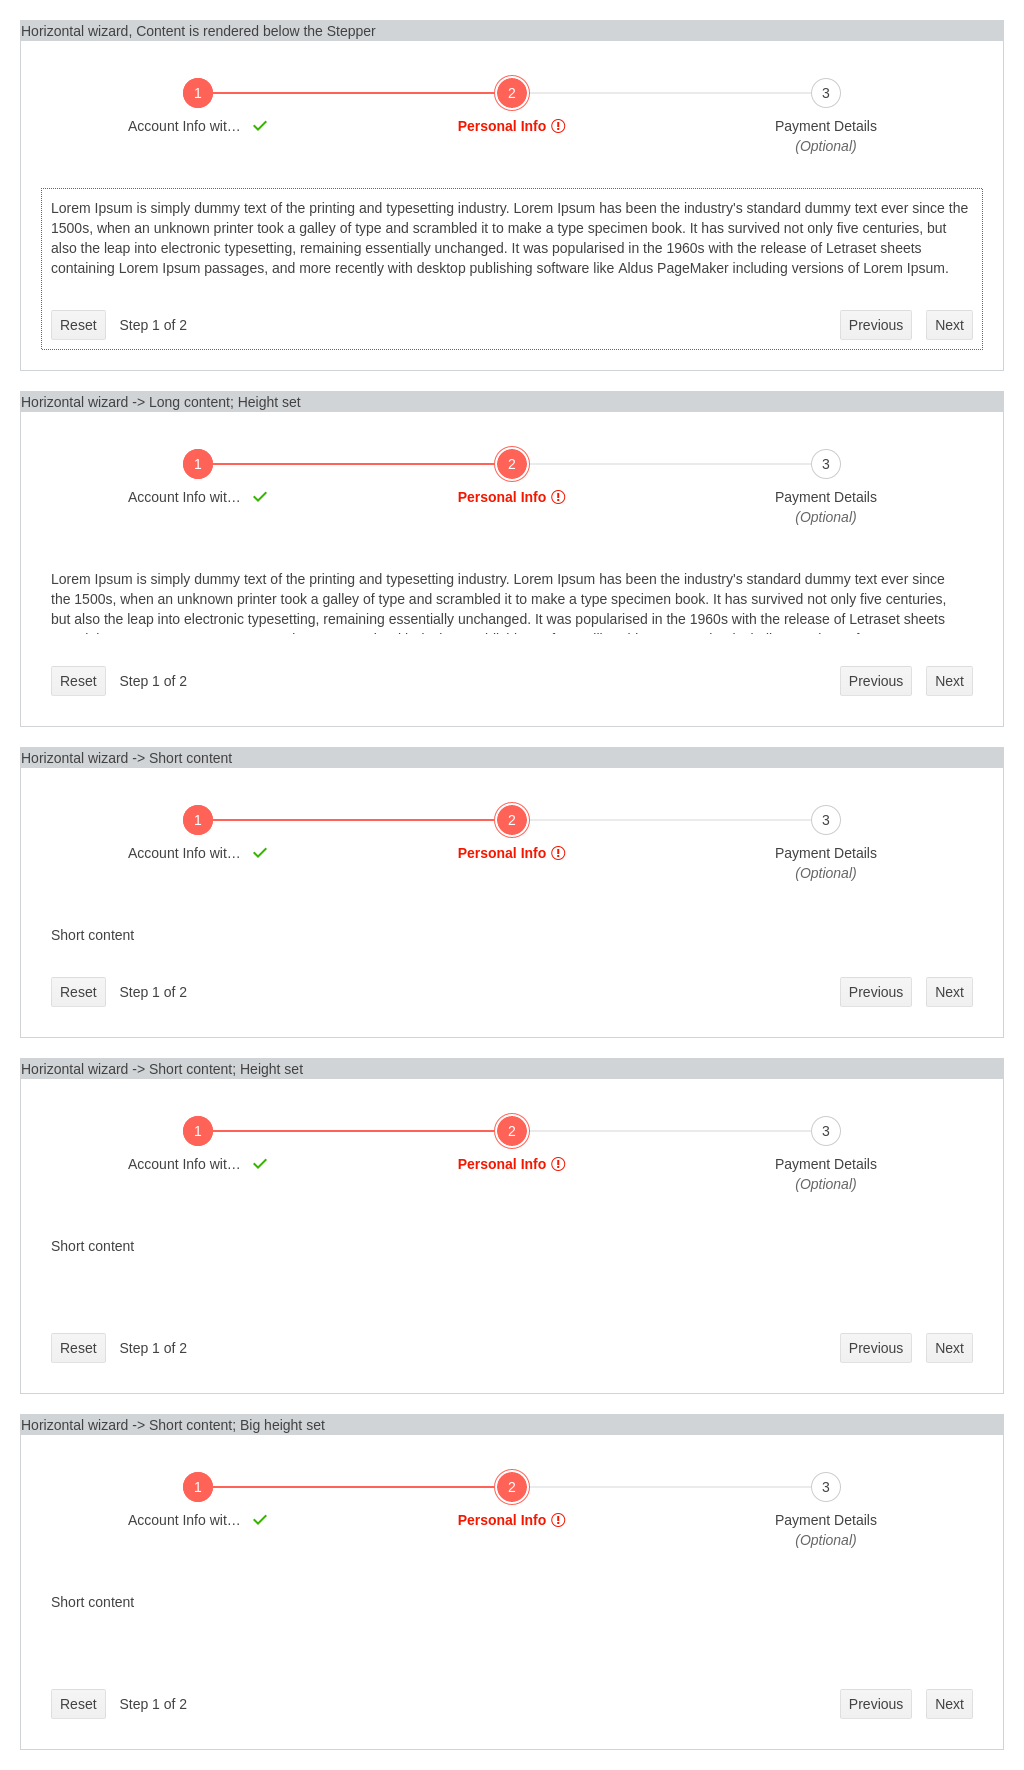 Horizontal wizard, Content is rendered below the Stepper
1 2 3
Account Info wit… Personal Info Payment Details
(Optional)
Lorem Ipsum is simply dummy text of the printing and typesetting industry. Lorem Ipsum has been the industry's standard dummy text ever since the
1500s, when an unknown printer took a galley of type and scrambled it to make a type specimen book. It has survived not only five centuries, but
also the leap into electronic typesetting, remaining essentially unchanged. It was popularised in the 1960s with the release of Letraset sheets
containing Lorem Ipsum passages, and more recently with desktop publishing software like Aldus PageMaker including versions of Lorem Ipsum.
Reset Step 1 of 2 Previous Next
Horizontal wizard -> Long content; Height set
1 2 3
Account Info wit… Personal Info Payment Details
(Optional)
Lorem Ipsum is simply dummy text of the printing and typesetting industry. Lorem Ipsum has been the industry's standard dummy text ever since
the 1500s, when an unknown printer took a galley of type and scrambled it to make a type specimen book. It has survived not only five centuries,
but also the leap into electronic typesetting, remaining essentially unchanged. It was popularised in the 1960s with the release of Letraset sheets
Reset Step 1 of 2 Previous Next
Horizontal wizard -> Short content
1 2 3
Account Info wit… Personal Info Payment Details
(Optional)
Short content
Reset Step 1 of 2 Previous Next
Horizontal wizard -> Short content; Height set
1 2 3
Account Info wit… Personal Info Payment Details
(Optional)
Short content
Reset Step 1 of 2 Previous Next
Horizontal wizard -> Short content; Big height set
1 2 3
Account Info wit… Personal Info Payment Details
(Optional)
Short content
Reset Step 1 of 2 Previous Next